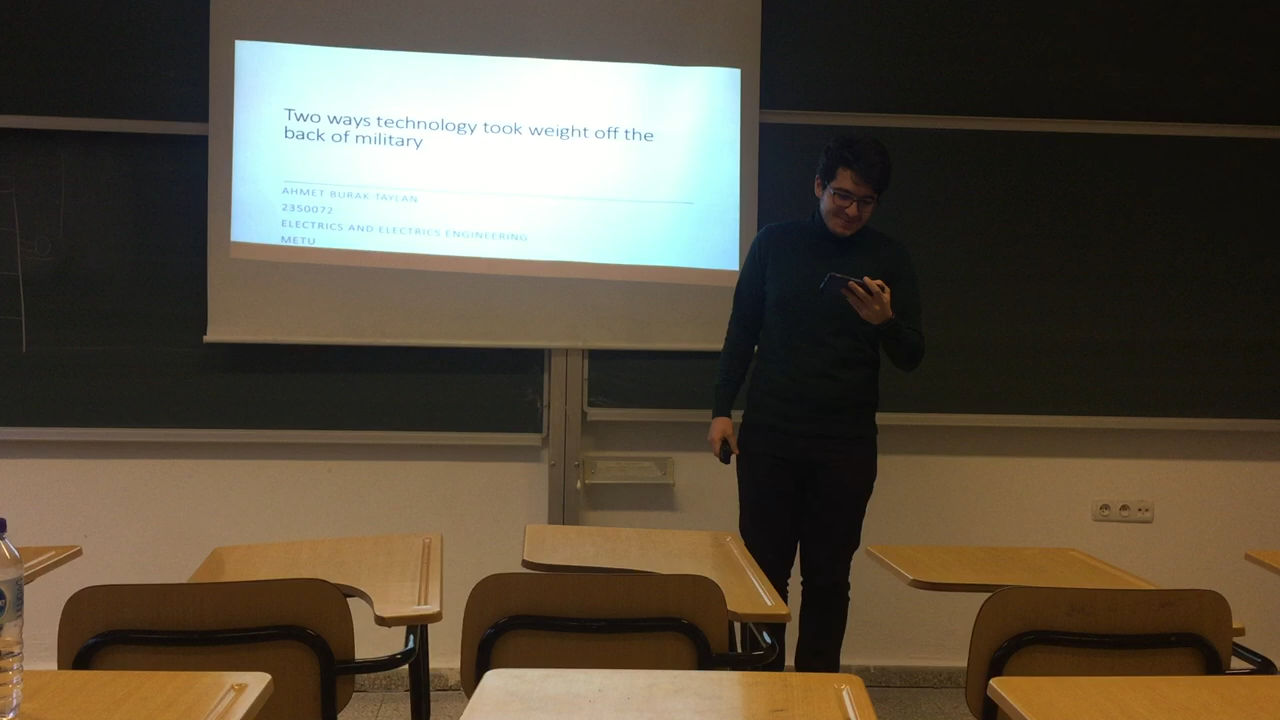 Two ways technology took weight off the
back of military
AHMET BURAK TAYLAN
2350072
ELECTRICS AND ELECTRICS ENGINEERING
METU